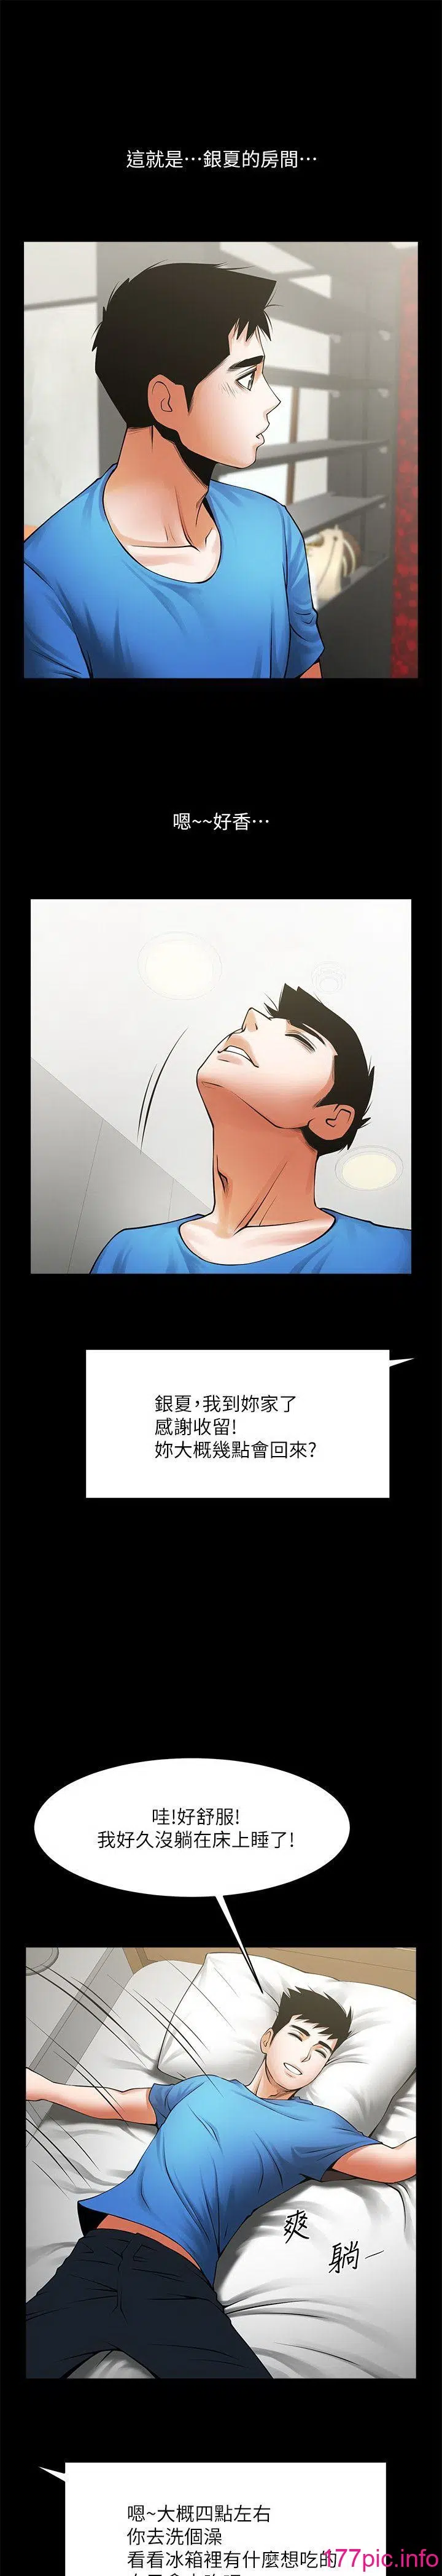 這就是…銀夏的房間…
嗯~~好香…
銀夏,我到妳家了
感謝收留!
妳大概幾點會回來?
哇!好舒服!
我好久沒躺在床上睡了!
爽
躺
嗯~大概四點左右
你去洗個澡
看看冰箱裡有什麼想吃的
177pic.info